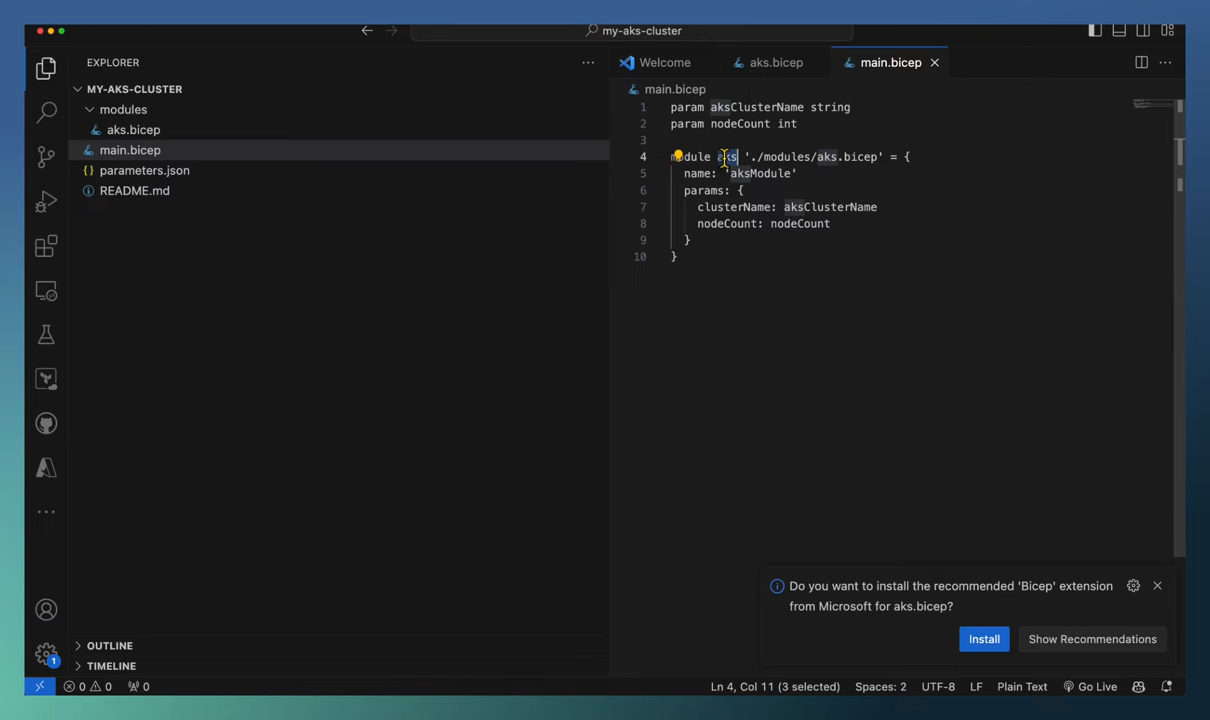 my-aks-cluster
EXPLORER
MY-AKS-CLUSTER
modules
aks.bicep
main.bicep
parameters.json
README.md
OUTLINE
TIMELINE
1
Welcome
aks.bicep
main.bicep
main.bicep
1 param aksClusterName string
2 param nodeCount int
3
4 module aks './modules/aks.bicep' = {
5 name: 'aksModule'
6 params: {
7 clusterName: aksClusterName
8 nodeCount: nodeCount
9 }
10 }
Do you want to install the recommended 'Bicep' extension
from Microsoft for aks.bicep?
Install
Show Recommendations
0 0 0
Ln 4, Col 11 (3 selected)
Spaces: 2
UTF-8
LF
Plain Text
Go Live